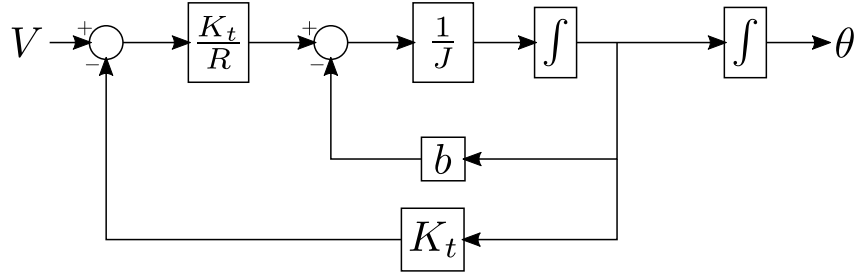 V + − K_t/R + − 1/J ∫ ∫ θ
b
K_t